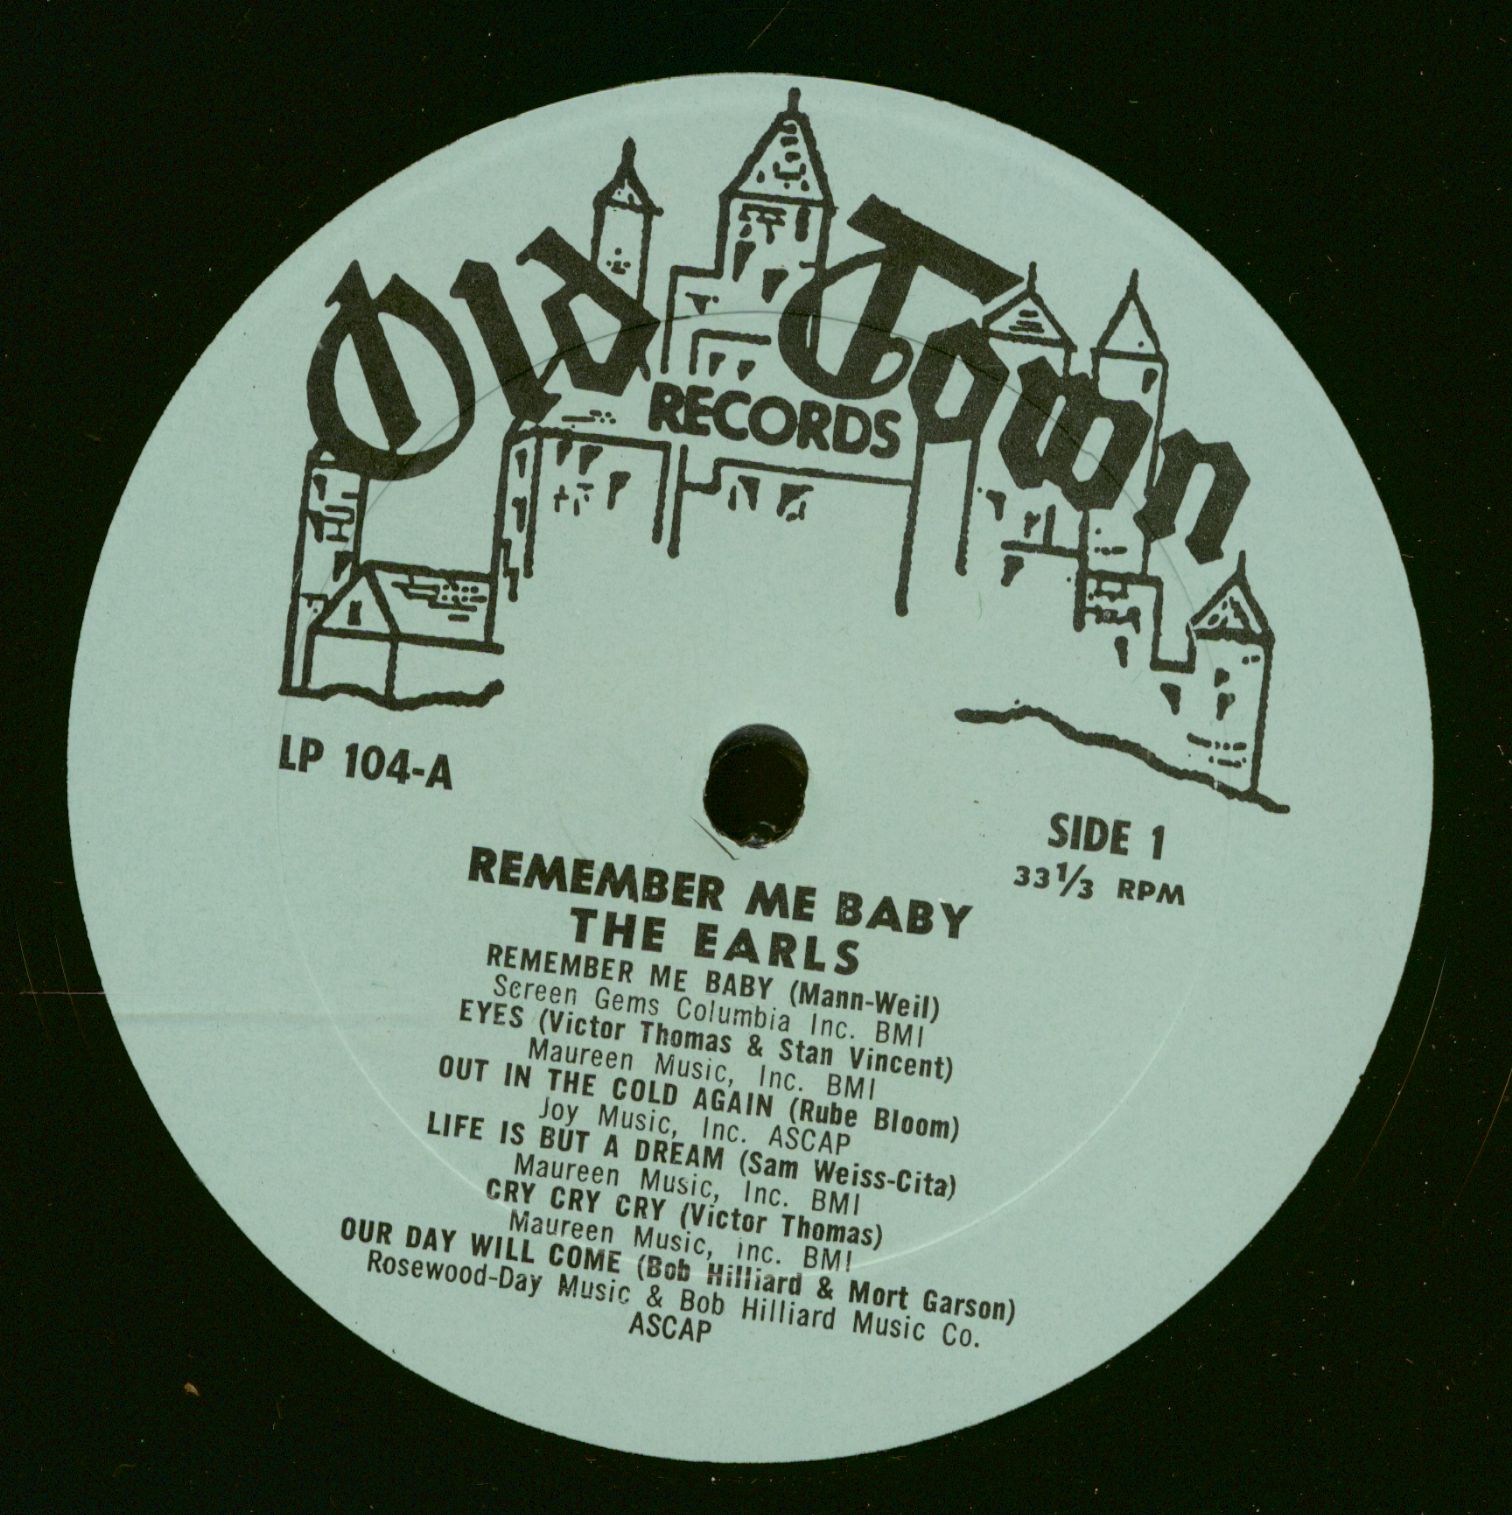 Old Town
RECORDS
LP 104-A
SIDE 1
33 1/3 RPM
REMEMBER ME BABY
THE EARLS
REMEMBER ME BABY (Mann-Weil)
Screen Gems Columbia Inc. BMI
EYES (Victor Thomas & Stan Vincent)
Maureen Music, Inc. BMI
OUT IN THE COLD AGAIN (Rube Bloom)
Joy Music, Inc. ASCAP
LIFE IS BUT A DREAM (Sam Weiss-Cita)
Maureen Music, Inc. BMI
CRY CRY CRY (Victor Thomas)
Maureen Music, inc. BMI
OUR DAY WILL COME (Bob Hilliard & Mort Garson)
Rosewood-Day Music & Bob Hilliard Music Co.
ASCAP